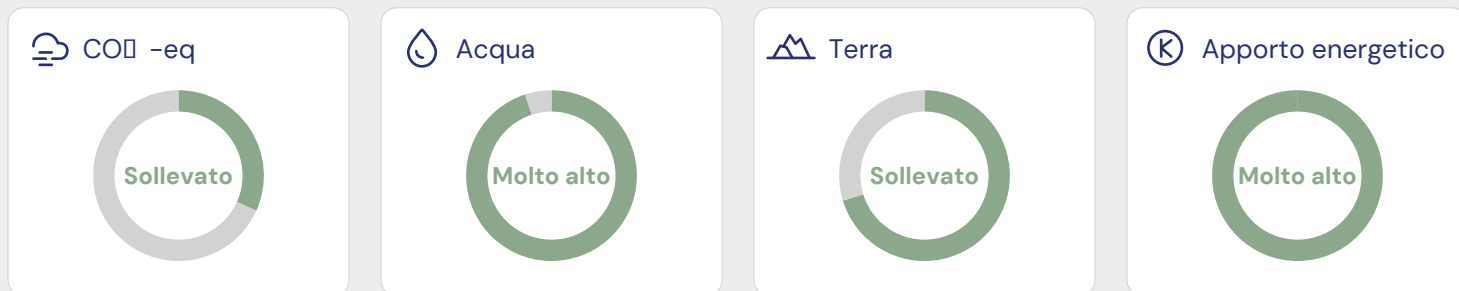 CO▯ -eq
Sollevato
Acqua
Molto alto
Terra
Sollevato
Apporto energetico
Molto alto